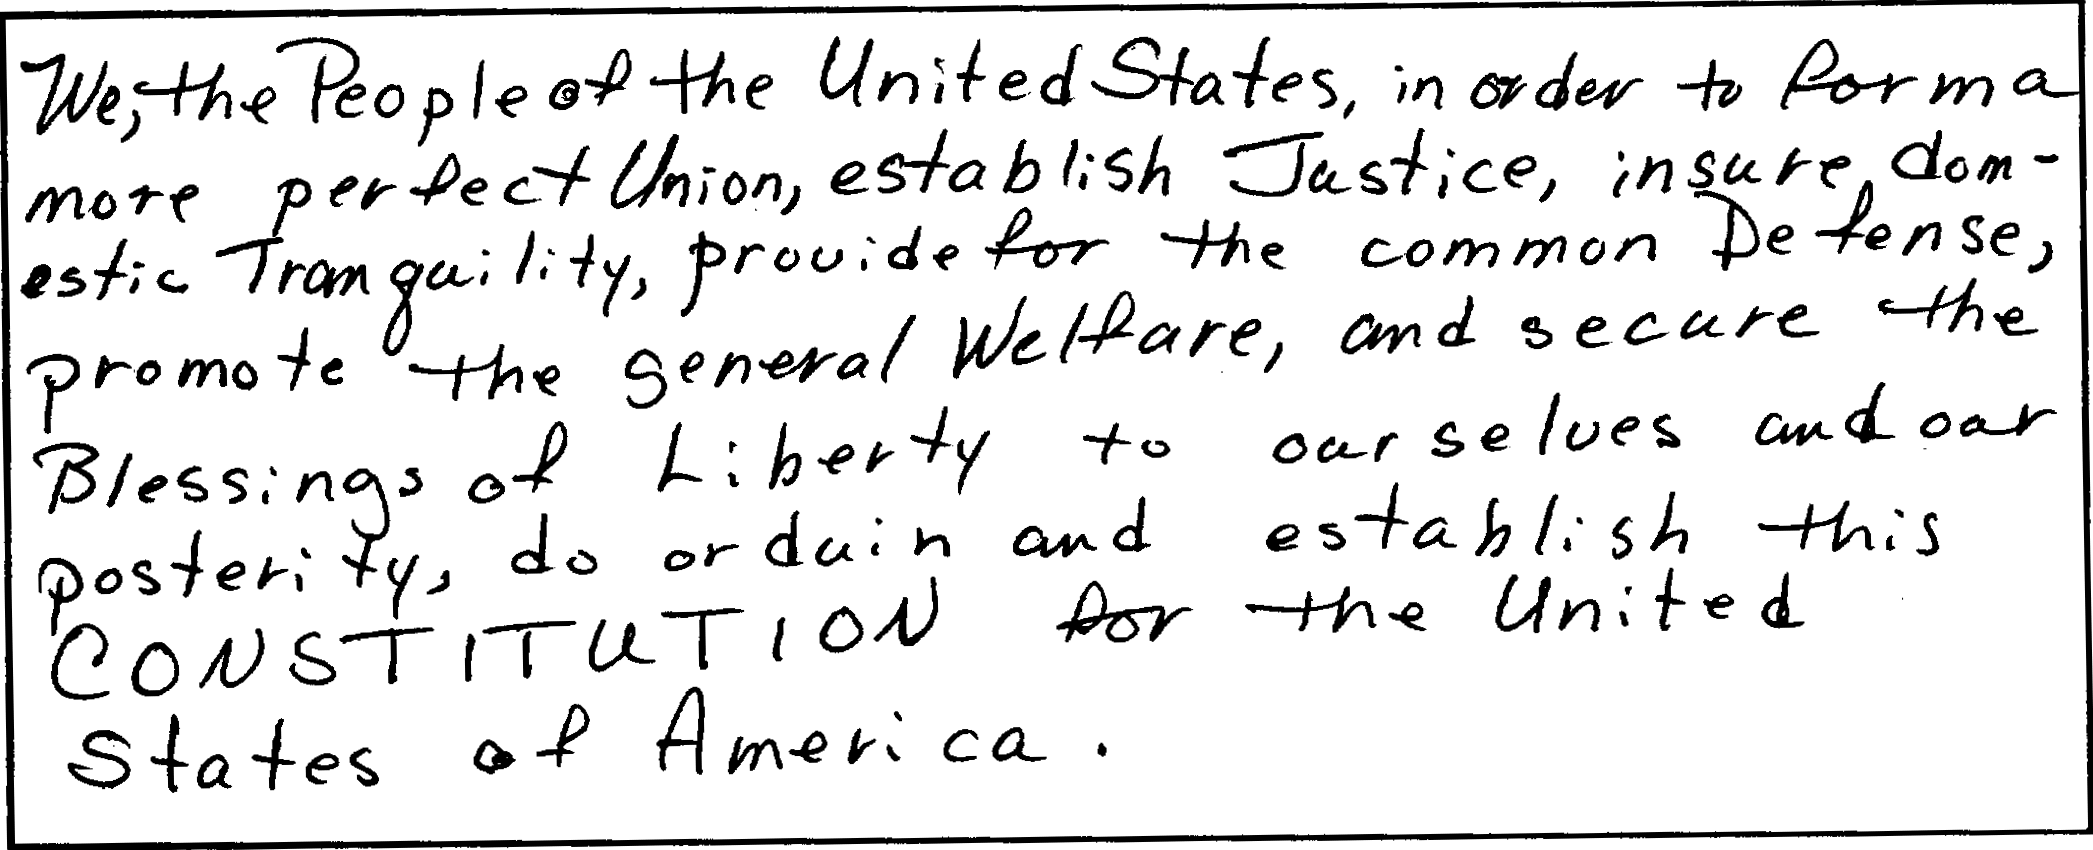 We, the People of the United States, in order to form a
more perfect Union, establish Justice, insure dom-
estic Tranquility, provide for the common Defense,
promote the general Welfare, and secure the
Blessings of Liberty to ourselves and our
posterity, do ordain and establish this
CONSTITUTION for the United
States of America.